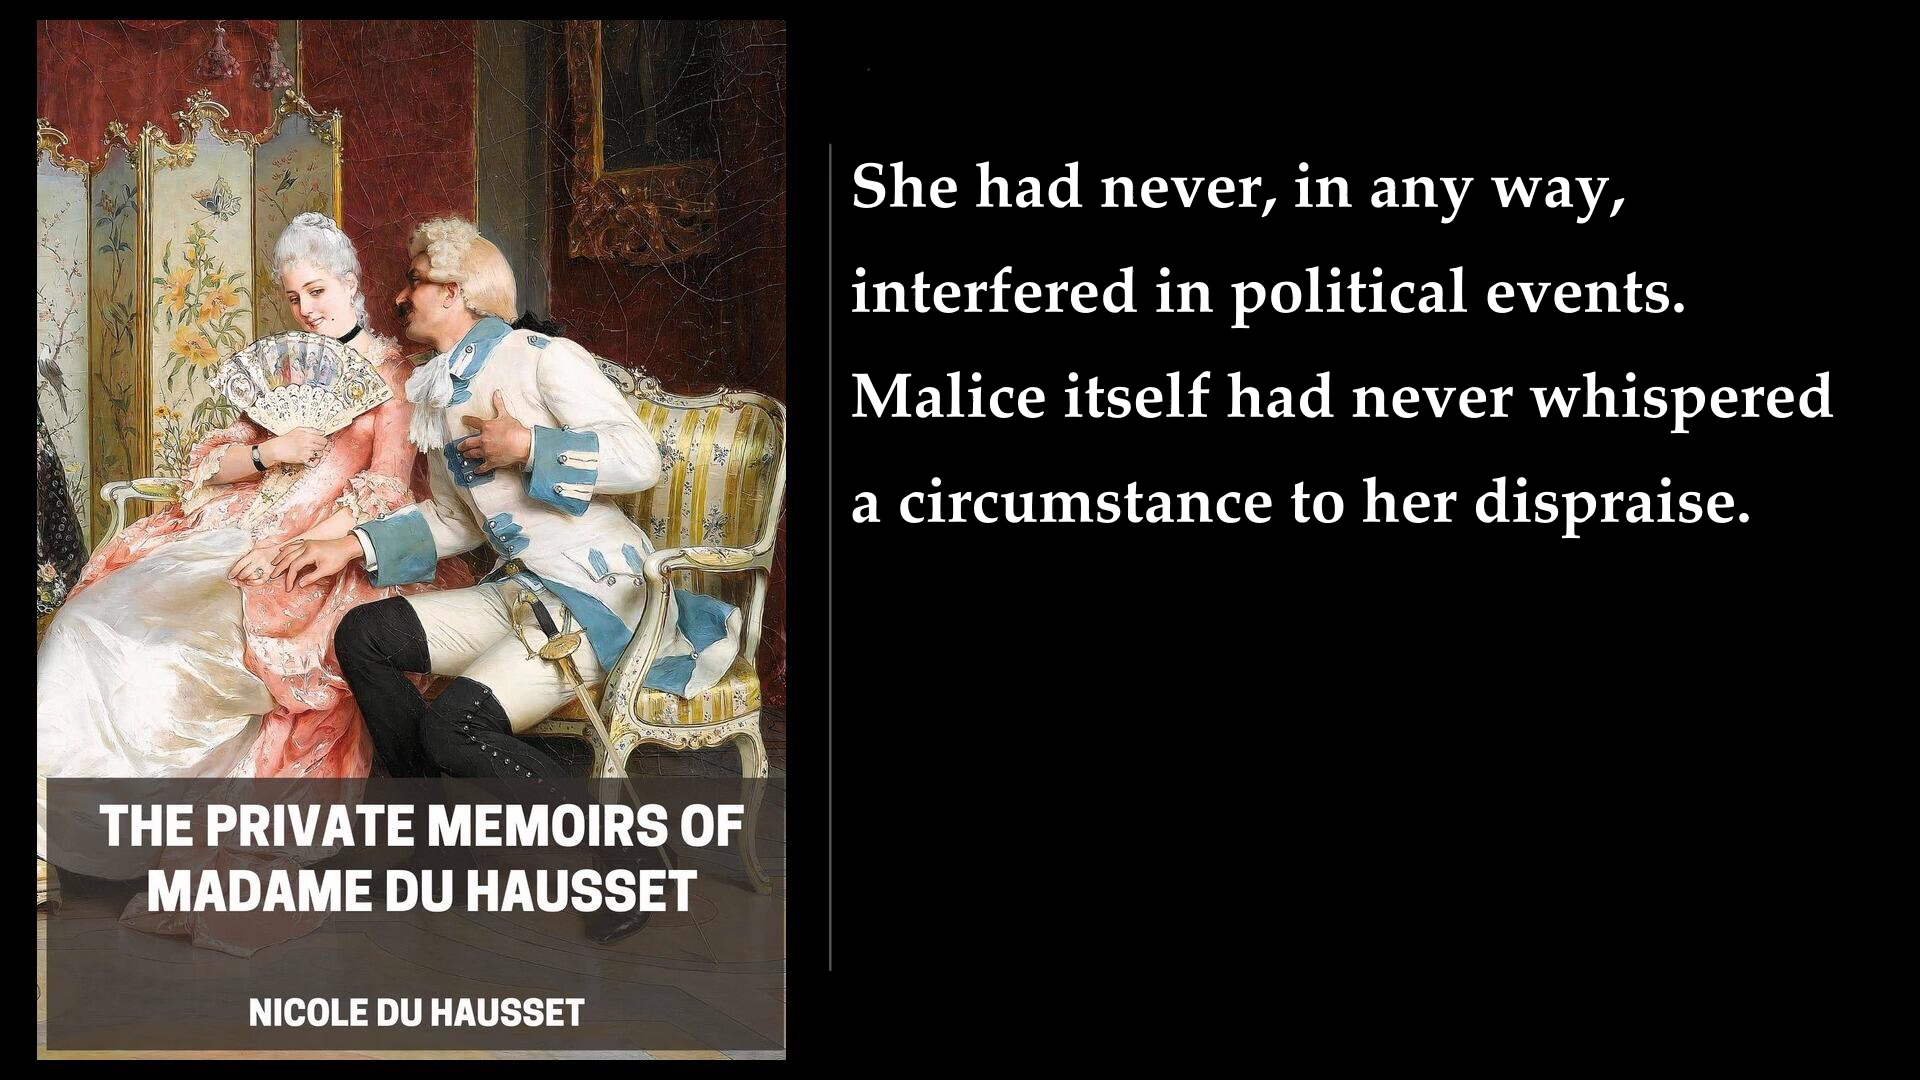 She had never, in any way,
interfered in political events.
Malice itself had never whispered
a circumstance to her dispraise.
THE PRIVATE MEMOIRS OF
MADAME DU HAUSSET
NICOLE DU HAUSSET